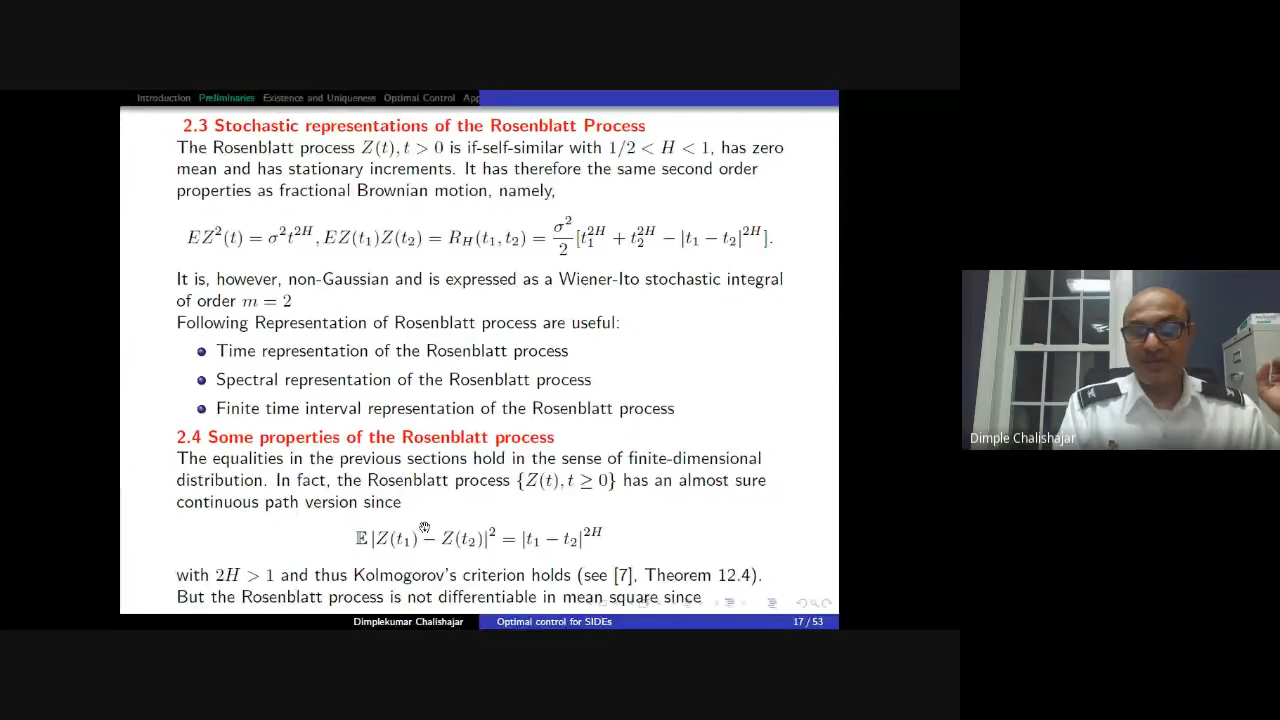 Introduction Preliminaries Existence and Uniqueness Optimal Control App
2.3 Stochastic representations of the Rosenblatt Process
The Rosenblatt process Z(t), t > 0 is if-self-similar with 1/2 < H < 1, has zero
mean and has stationary increments. It has therefore the same second order
properties as fractional Brownian motion, namely,
EZ²(t) = σ²t^{2H}, EZ(t₁)Z(t₂) = R_H(t₁, t₂) = σ²/2 [t₁^{2H} + t₂^{2H} − |t₁ − t₂|^{2H}].
It is, however, non-Gaussian and is expressed as a Wiener-Ito stochastic integral
of order m = 2
Following Representation of Rosenblatt process are useful:
Time representation of the Rosenblatt process
Spectral representation of the Rosenblatt process
Finite time interval representation of the Rosenblatt process
2.4 Some properties of the Rosenblatt process
The equalities in the previous sections hold in the sense of finite-dimensional
distribution. In fact, the Rosenblatt process {Z(t), t ≥ 0} has an almost sure
continuous path version since
𝔼 |Z(t₁) − Z(t₂)|² = |t₁ − t₂|^{2H}
with 2H > 1 and thus Kolmogorov's criterion holds (see [7], Theorem 12.4).
But the Rosenblatt process is not differentiable in mean square since
Dimplekumar Chalishajar Optimal control for SIDEs 17 / 53
Dimple Chalishajar